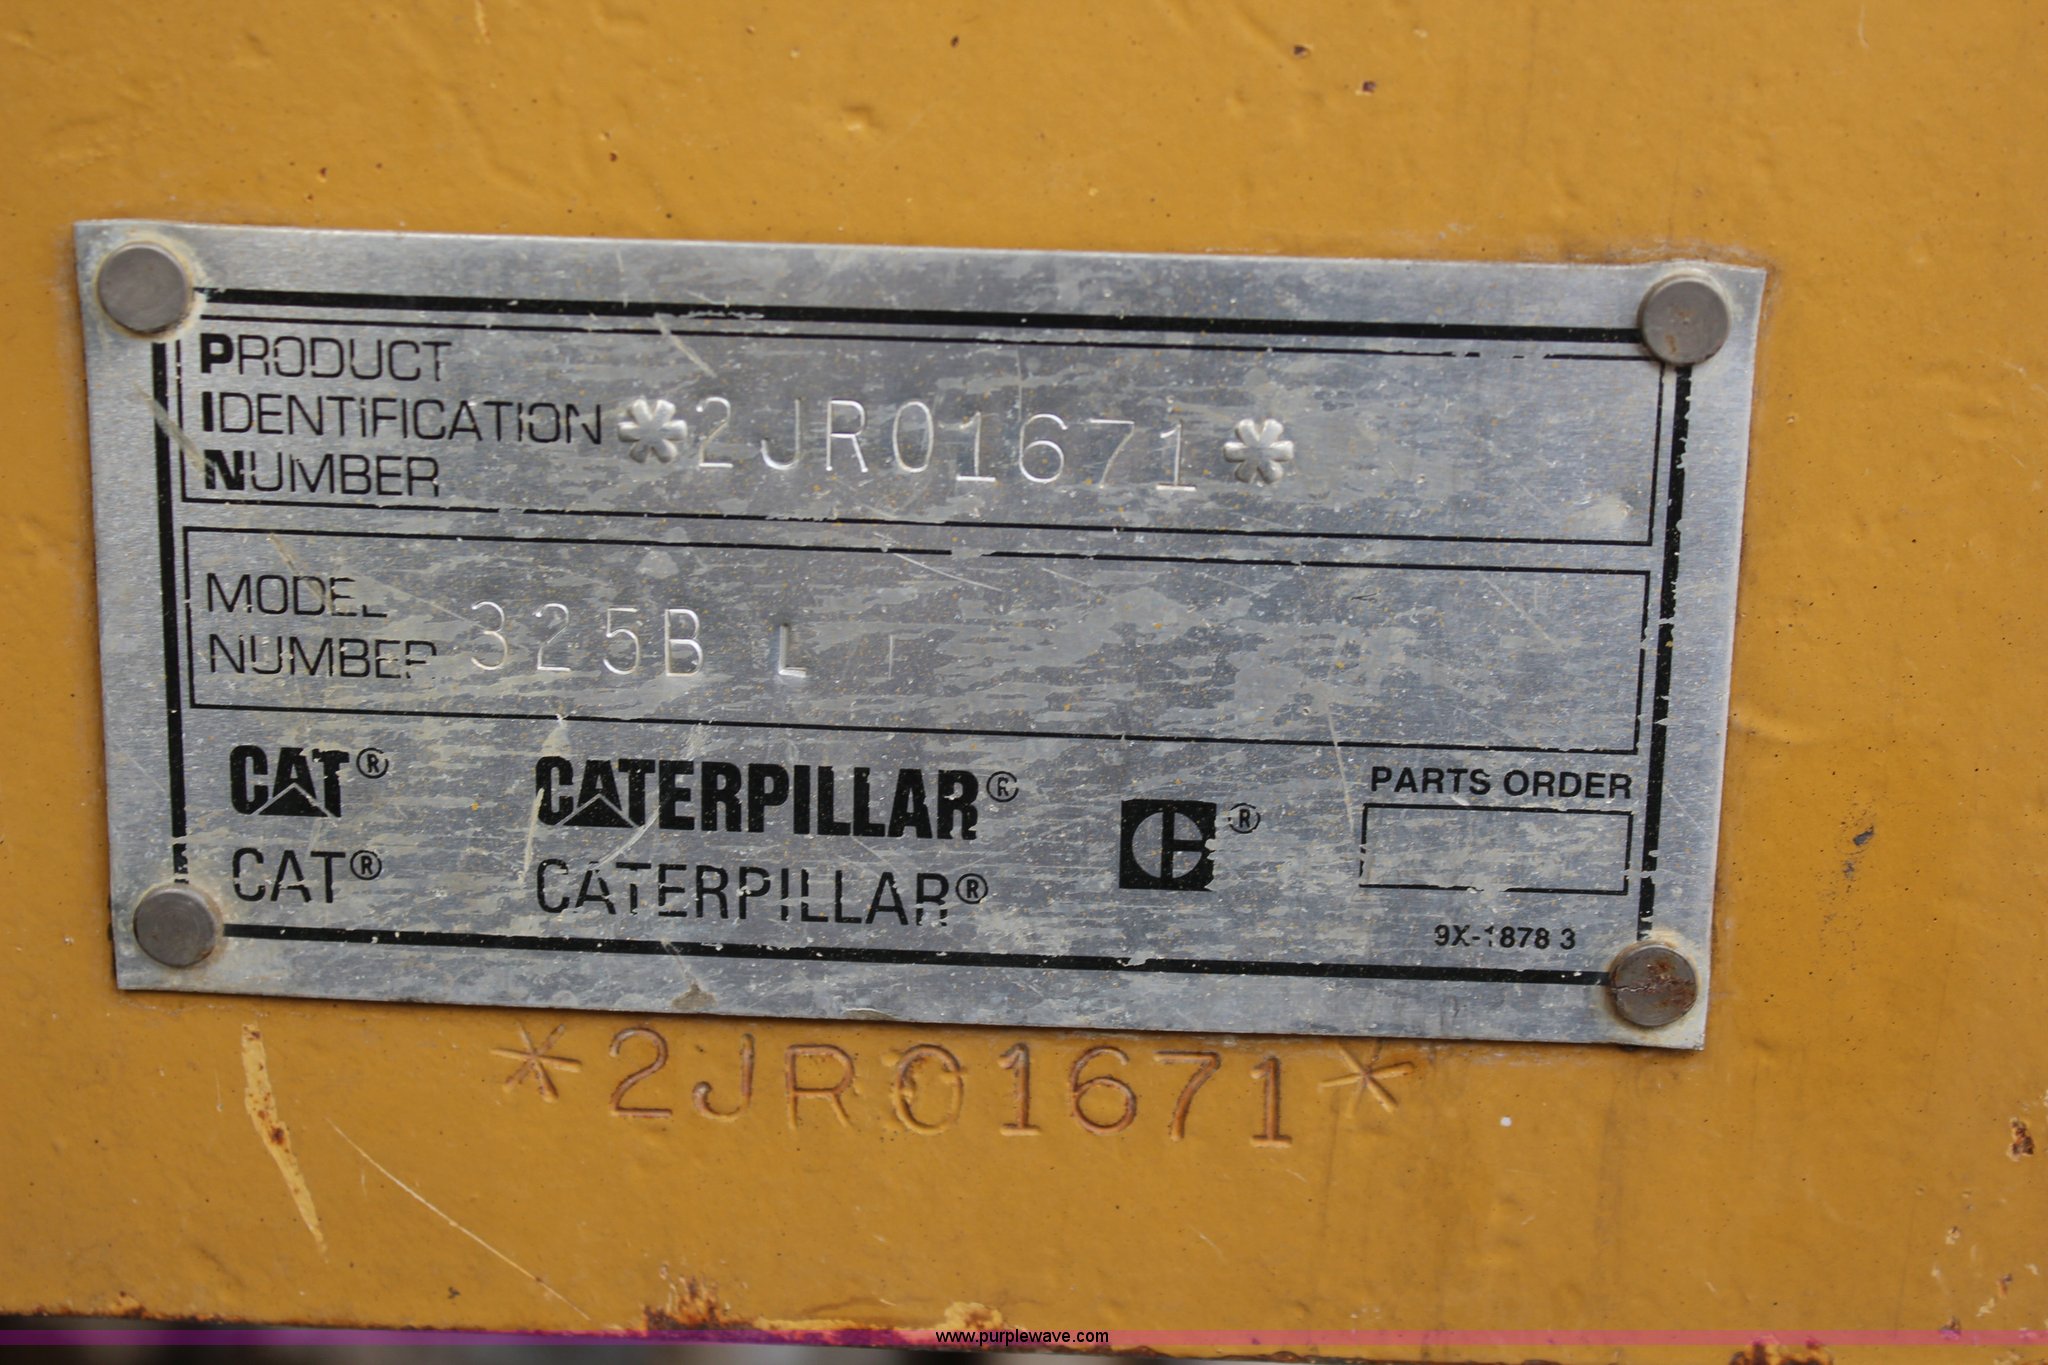 PRODUCT
IDENTIFICATION *2JR01671*
NUMBER
MODEL
NUMBER 325B L
CAT® CATERPILLAR®
CAT® CATERPILLAR®
®
PARTS ORDER
9X-1878 3
*2JR01671*
www.purplewave.com